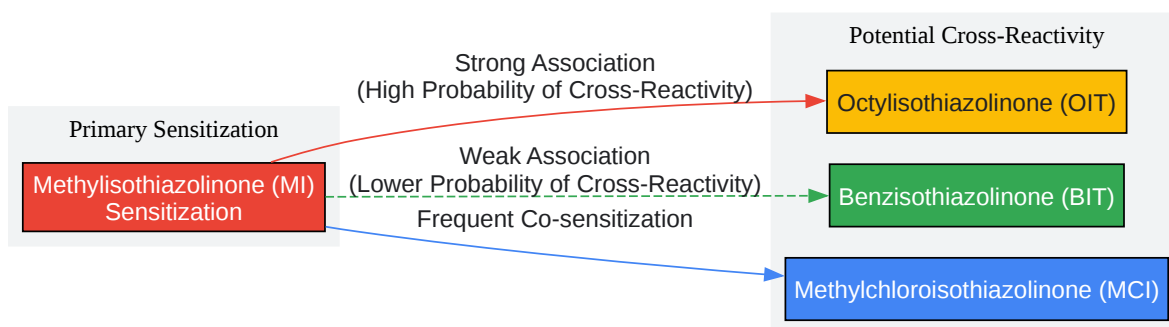 Potential Cross-Reactivity
Strong Association
(High Probability of Cross-Reactivity)
Octylisothiazolinone (OIT)
Primary Sensitization
Methylisothiazolinone (MI)
Sensitization
Weak Association
(Lower Probability of Cross-Reactivity)
Benzisothiazolinone (BIT)
Frequent Co-sensitization
Methylchloroisothiazolinone (MCI)